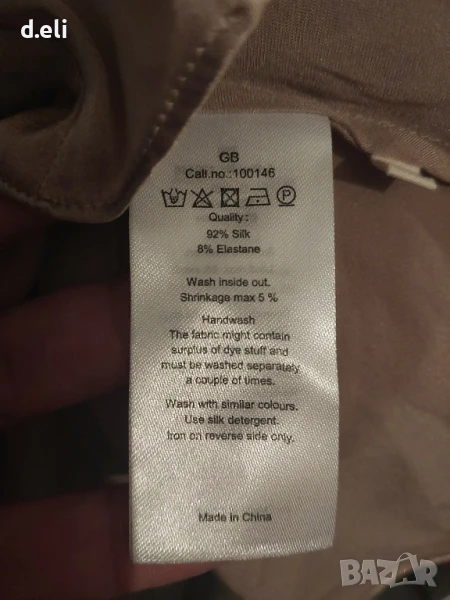 d.eli
GB
Call.no.:100146
P
Quality:
92% Silk
8% Elastane
Wash inside out.
Shrinkage max 5 %
Handwash
The fabric might contain
surplus of dye stuff and
must be washed separately
a couple of times.
Wash with similar colours.
Use silk detergent.
Iron on reverse side only.
Made in China
BAZAR